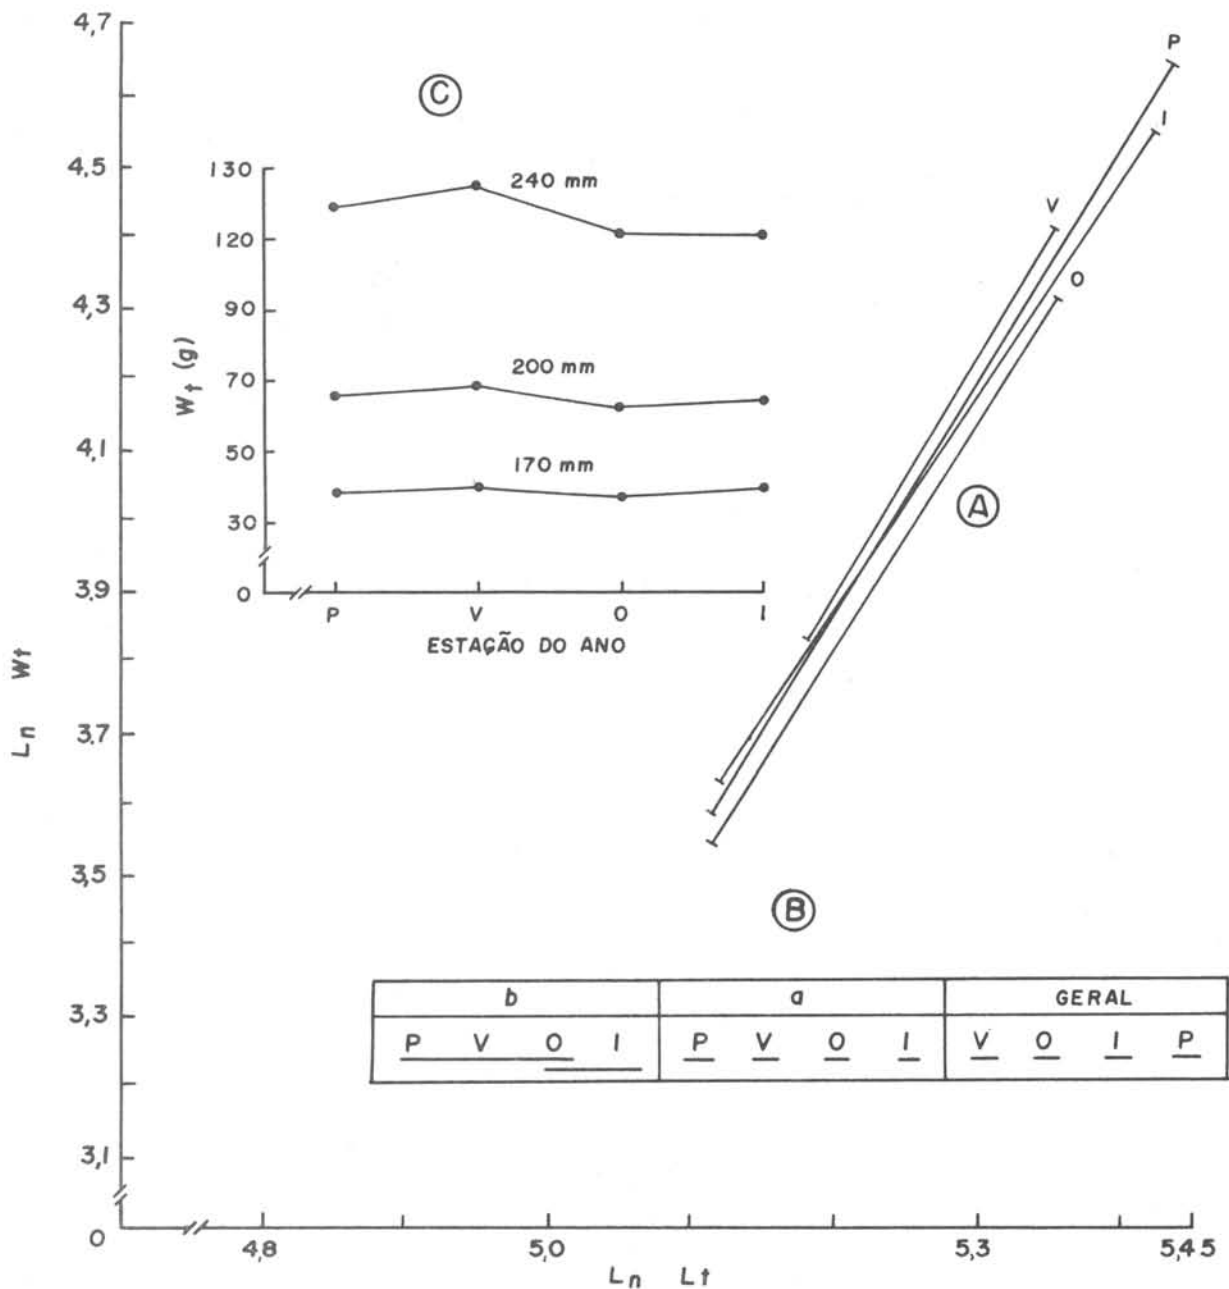 4,7
4,5
4,3
4,1
3,9
3,7
3,5
3,3
3,1
0
Ln Wt
C
130
120
90
70
50
30
0
Wt (g)
240 mm
200 mm
170 mm
P V O I
ESTAÇÃO DO ANO
P
I
V
O
A
B
b a GERAL
P V O I P V O I V O I P
4,8 5,0 5,3 5,45
Ln Lt